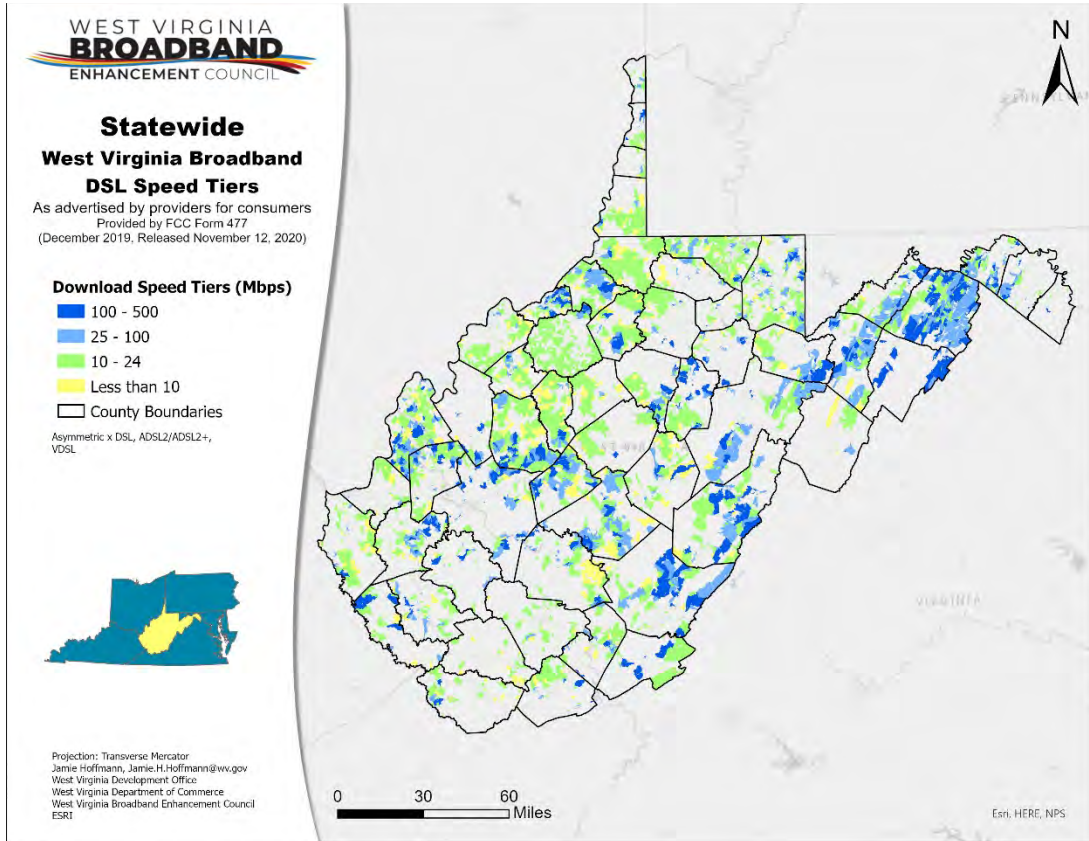 WEST VIRGINIA
BROADBAND
ENHANCEMENT COUNCIL
Statewide
West Virginia Broadband
DSL Speed Tiers
As advertised by providers for consumers
Provided by FCC Form 477
(December 2019, Released November 12, 2020)
Download Speed Tiers (Mbps)
100 - 500
25 - 100
10 - 24
Less than 10
County Boundaries
Asymmetric x DSL, ADSL2/ADSL2+,
VDSL
Projection: Transverse Mercator
Jamie Hoffmann, Jamie.H.Hoffmann@wv.gov
West Virginia Development Office
West Virginia Department of Commerce
West Virginia Broadband Enhancement Council
ESRI
N
VIRGINIA
0 30 60
Miles
Esri, HERE, NPS